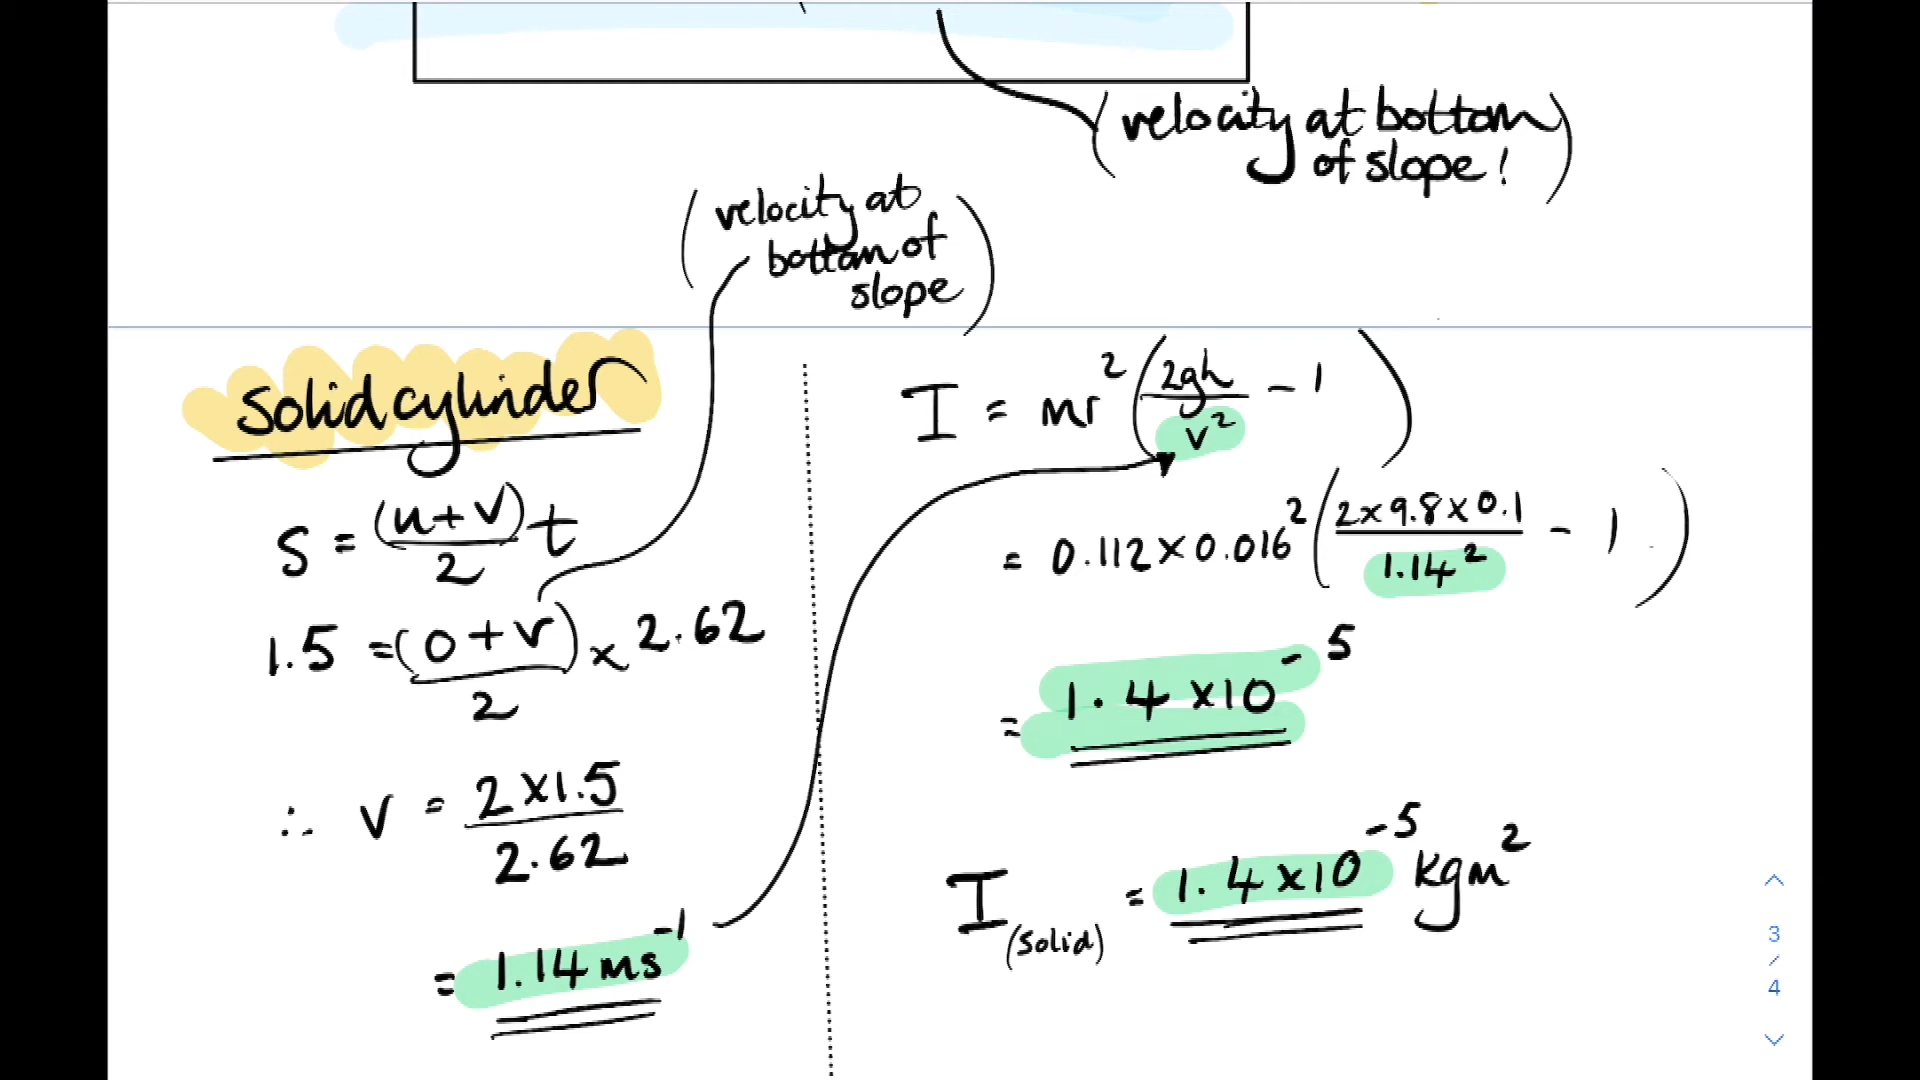 (velocity at bottom
of slope!)
(velocity at
bottom of
slope)
Solid cylinder
S = (u+v)/2 t
1.5 = (0+v)/2 × 2.62
∴ v = 2×1.5/2.62
= 1.14 ms⁻¹
I = mr² (2gh/v² − 1)
= 0.112×0.016² (2×9.8×0.1/1.14² − 1)
= 1.4 ×10⁻⁵
I (solid) = 1.4×10⁻⁵ kgm²
3
/
4